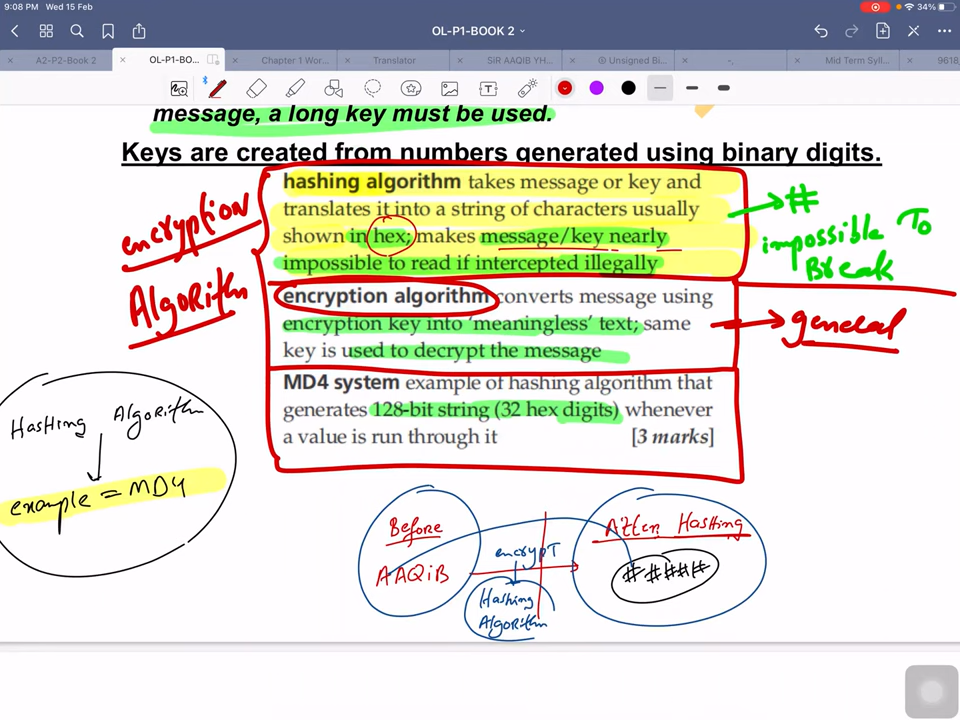 9:08 PM Wed 15 Feb
34%
OL-P1-BOOK 2
A2-P2-Book 2
OL-P1-BO...
Chapter 1 Wor...
Translator
SiR AAQIB YH...
Unsigned Bi...
Mid Term Syll...
9618
message, a long key must be used.
Keys are created from numbers generated using binary digits.
hashing algorithm takes message or key and
translates it into a string of characters usually
shown in hex; makes message/key nearly
impossible to read if intercepted illegally
encryption algorithm converts message using
encryption key into 'meaningless' text; same
key is used to decrypt the message
MD4 system example of hashing algorithm that
generates 128-bit string (32 hex digits) whenever
a value is run through it [3 marks]
encryption
Algorithm
#
impossible To
Break
general
Hashing Algorithm
example = MD4
Before
AAQiB
encrypT
Hashing
Algorithm
After Hashing
#####